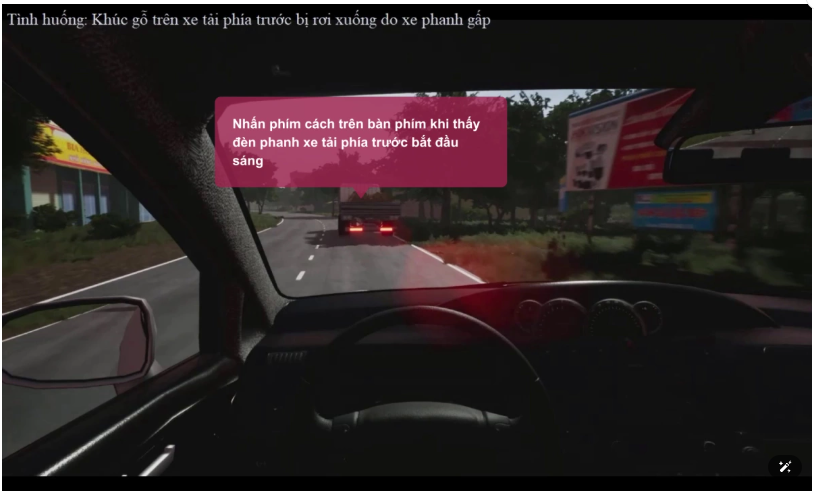 Tình huống: Khúc gỗ trên xe tải phía trước bị rơi xuống do xe phanh gấp
Nhấn phím cách trên bàn phím khi thấy
đèn phanh xe tải phía trước bắt đầu
sáng